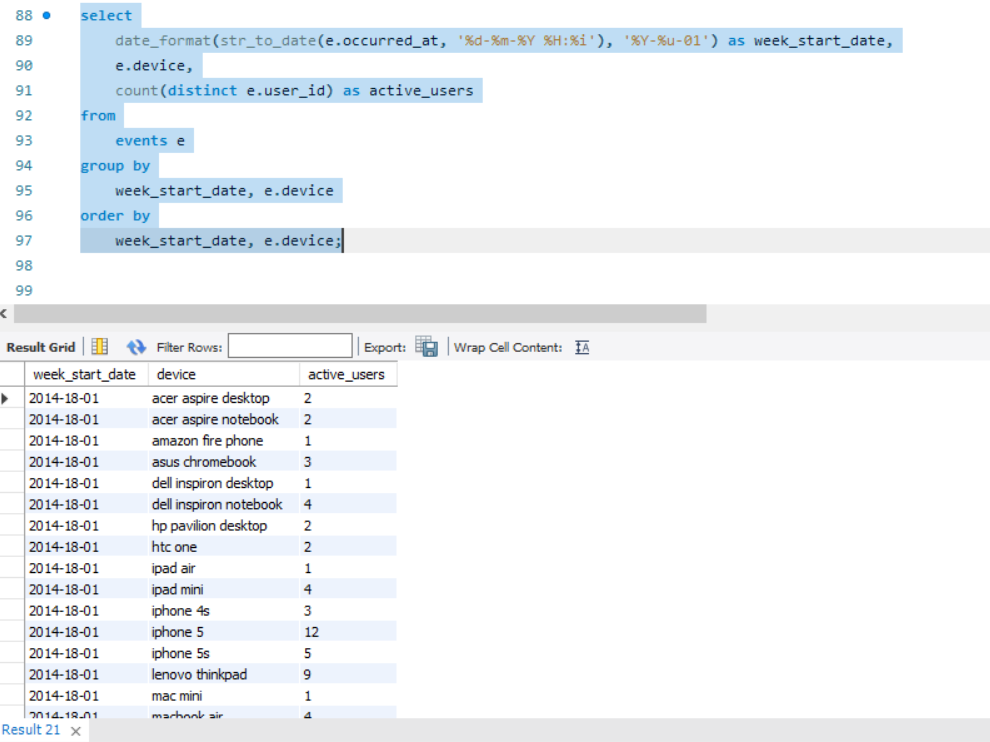 88 select
89 date_format(str_to_date(e.occurred_at, '%d-%m-%Y %H:%i'), '%Y-%u-01') as week_start_date,
90 e.device,
91 count(distinct e.user_id) as active_users
92 from
93 events e
94 group by
95 week_start_date, e.device
96 order by
97 week_start_date, e.device;
98
99
Result Grid Filter Rows: Export: Wrap Cell Content:
week_start_date device active_users
2014-18-01 acer aspire desktop 2
2014-18-01 acer aspire notebook 2
2014-18-01 amazon fire phone 1
2014-18-01 asus chromebook 3
2014-18-01 dell inspiron desktop 1
2014-18-01 dell inspiron notebook 4
2014-18-01 hp pavilion desktop 2
2014-18-01 htc one 2
2014-18-01 ipad air 1
2014-18-01 ipad mini 4
2014-18-01 iphone 4s 3
2014-18-01 iphone 5 12
2014-18-01 iphone 5s 5
2014-18-01 lenovo thinkpad 9
2014-18-01 mac mini 1
2014-18-01 macbook air 4
Result 21